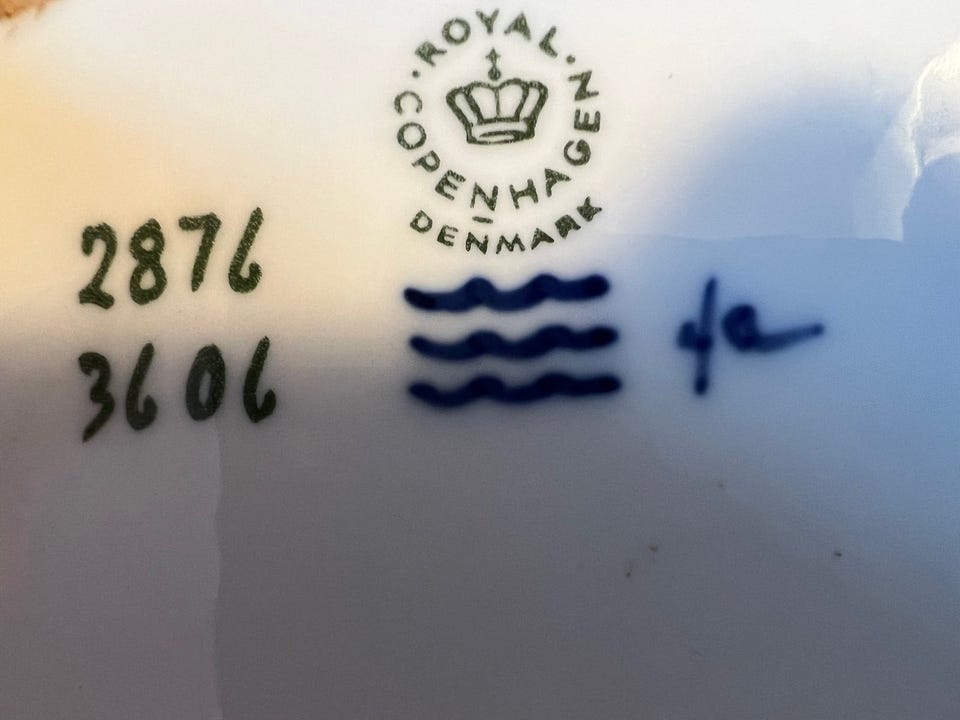 ROYAL
COPENHAGEN
DENMARK
2876
3606